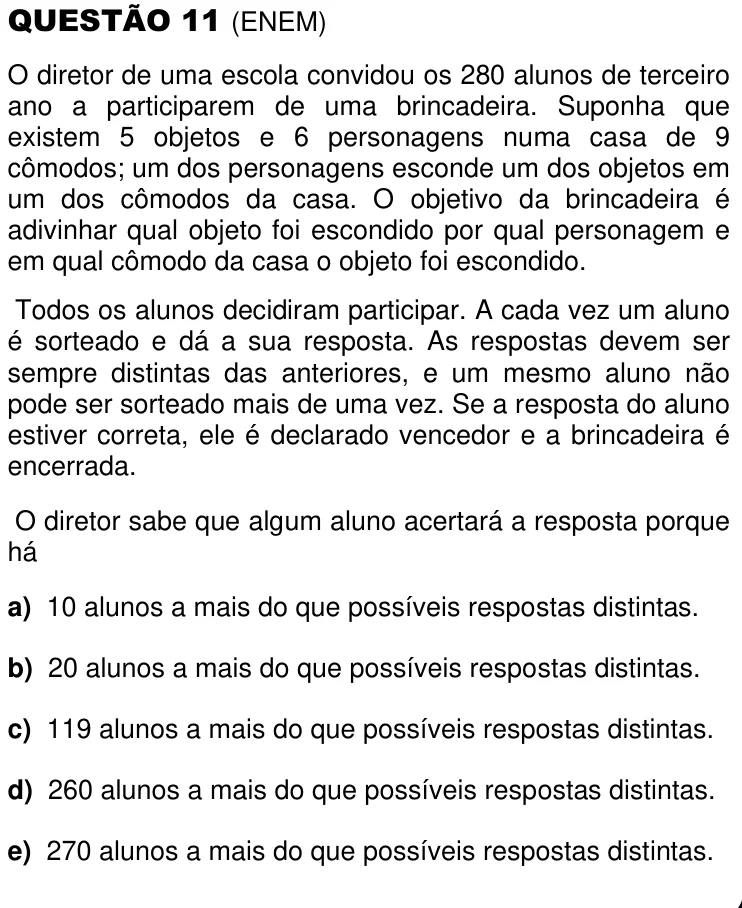 QUESTÃO 11 (ENEM)
O diretor de uma escola convidou os 280 alunos de terceiro
ano a participarem de uma brincadeira. Suponha que
existem 5 objetos e 6 personagens numa casa de 9
cômodos; um dos personagens esconde um dos objetos em
um dos cômodos da casa. O objetivo da brincadeira é
adivinhar qual objeto foi escondido por qual personagem e
em qual cômodo da casa o objeto foi escondido.
Todos os alunos decidiram participar. A cada vez um aluno
é sorteado e dá a sua resposta. As respostas devem ser
sempre distintas das anteriores, e um mesmo aluno não
pode ser sorteado mais de uma vez. Se a resposta do aluno
estiver correta, ele é declarado vencedor e a brincadeira é
encerrada.
O diretor sabe que algum aluno acertará a resposta porque
há
a) 10 alunos a mais do que possíveis respostas distintas.
b) 20 alunos a mais do que possíveis respostas distintas.
c) 119 alunos a mais do que possíveis respostas distintas.
d) 260 alunos a mais do que possíveis respostas distintas.
e) 270 alunos a mais do que possíveis respostas distintas.